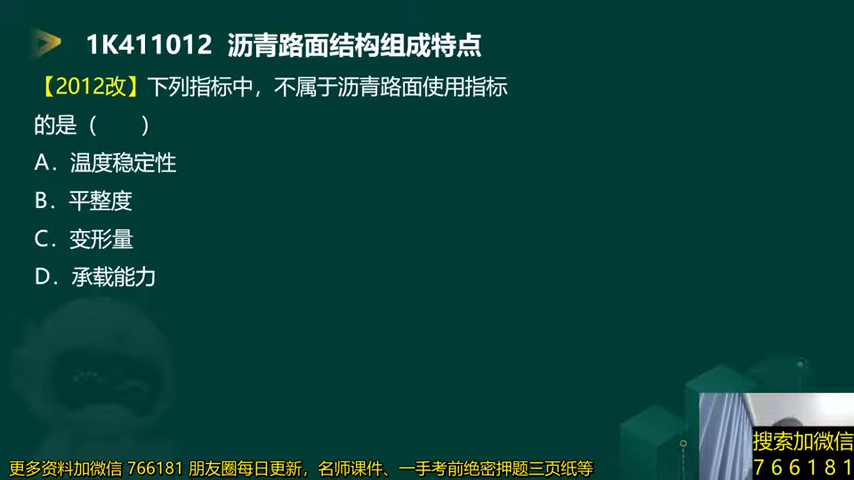 1K411012 沥青路面结构组成特点
【2012改】下列指标中，不属于沥青路面使用指标
的是（　　）
A．温度稳定性
B．平整度
C．变形量
D．承载能力
搜索加微信
766181
更多资料加微信 766181 朋友圈每日更新，名师课件、一手考前绝密押题三页纸等